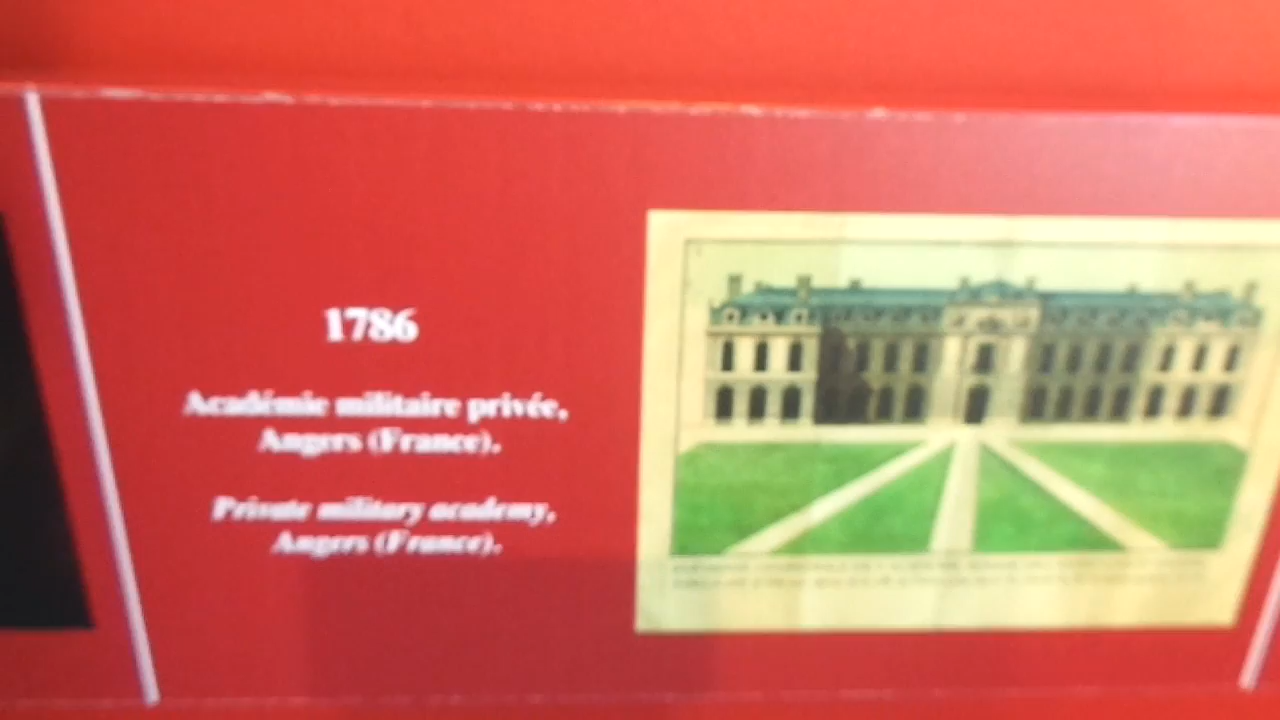 1786
Académie militaire privée,
Angers (France).
Private military academy,
Angers (France).